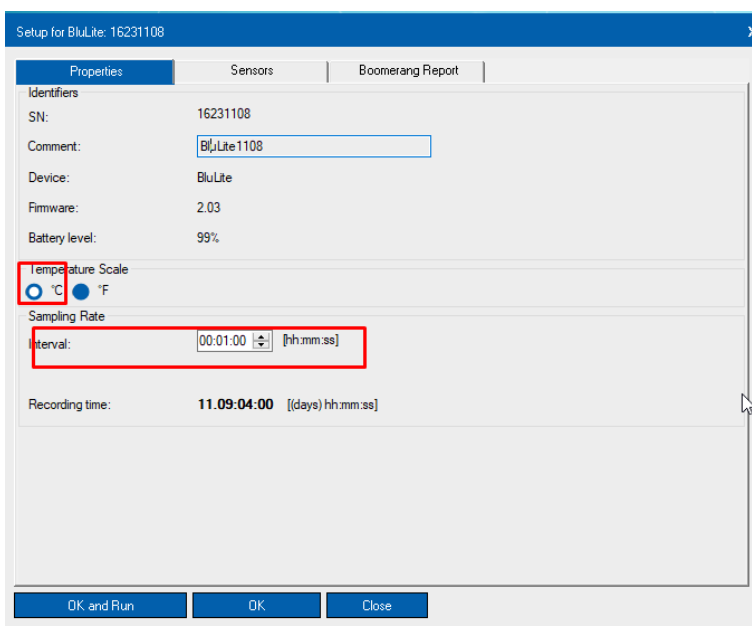 Setup for BluLite: 16231108
Properties Sensors Boomerang Report
Identifiers
SN: 16231108
Comment: BluLite1108
Device: BluLite
Firmware: 2.03
Battery level: 99%
Temperature Scale
°C °F
Sampling Rate
Interval: 00:01:00 [hh:mm:ss]
Recording time: 11.09:04:00 [(days) hh:mm:ss]
OK and Run OK Close